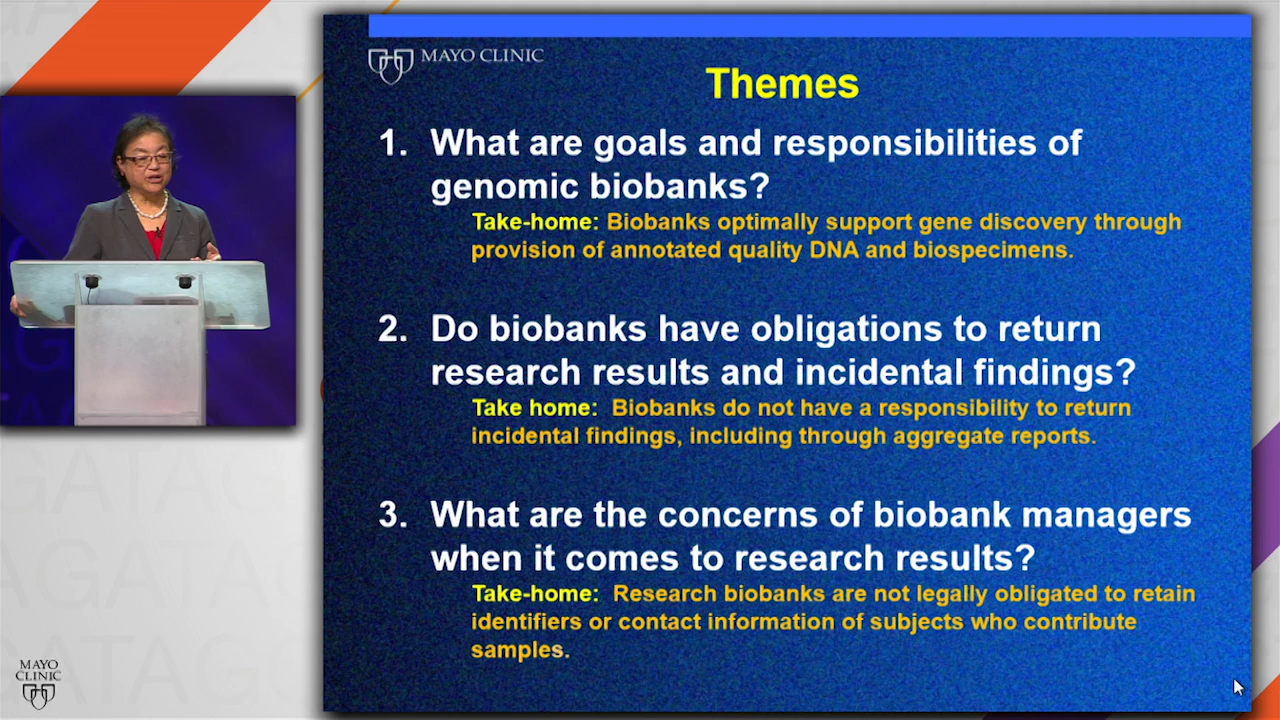 MAYO CLINIC
Themes
1. What are goals and responsibilities of
genomic biobanks?
Take-home: Biobanks optimally support gene discovery through
provision of annotated quality DNA and biospecimens.
2. Do biobanks have obligations to return
research results and incidental findings?
Take home: Biobanks do not have a responsibility to return
incidental findings, including through aggregate reports.
3. What are the concerns of biobank managers
when it comes to research results?
Take-home: Research biobanks are not legally obligated to retain
identifiers or contact information of subjects who contribute
samples.
MAYO
CLINIC